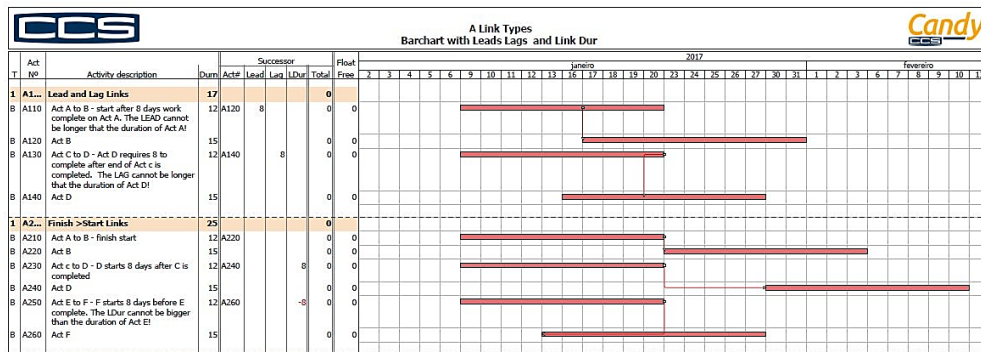 CCS
A Link Types
Barchart with Leads Lags and Link Dur
Candy
CCS
Act Successor Float 2017
janeiro fevereiro
T Nº Activity description Durn Act# Lead Lag LDur Total Free 2 3 4 5 6 9 10 11 12 13 16 17 18 19 20 23 24 25 26 27 30 31 1 2 3 6 7 8 9 10 1
1 A1... Lead and Lag Links 17 0
B A110 Act A to B - start after 8 days work 12 A120 8 0 0
complete on Act A. The LEAD cannot
be longer that the duration of Act A!
B A120 Act B 15 0 0
B A130 Act C to D - Act D requires 8 to 12 A140 8 0 0
complete after end of Act c is
completed. The LAG cannot be longer
that the duration of Act D!
B A140 Act D 15 0 0
1 A2... Finish >Start Links 25 0
B A210 Act A to B - finish start 12 A220 0 0
B A220 Act B 15 0 0
B A230 Act c to D - D starts 8 days after C is 12 A240 8 0 0
completed
B A240 Act D 15 0 0
B A250 Act E to F - F starts 8 days before E 12 A260 -8 0 0
complete. The LDur cannot be bigger
than the duration of Act E!
B A260 Act F 15 0 0